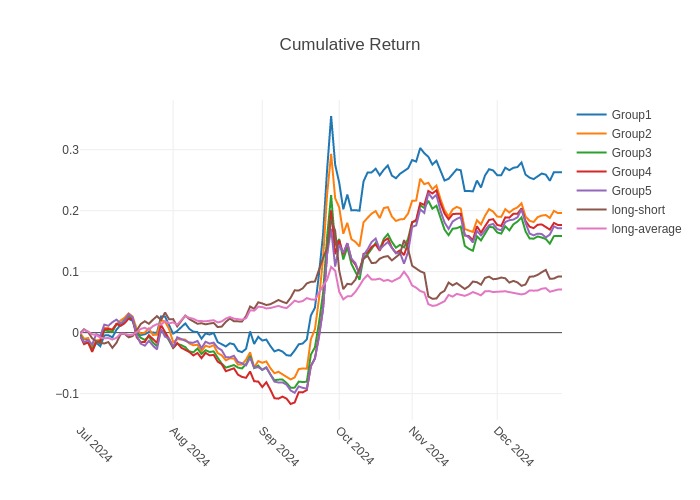 Cumulative Return
0.3
0.2
0.1
0
−0.1
Jul 2024
Aug 2024
Sep 2024
Oct 2024
Nov 2024
Dec 2024
Group1
Group2
Group3
Group4
Group5
long-short
long-average